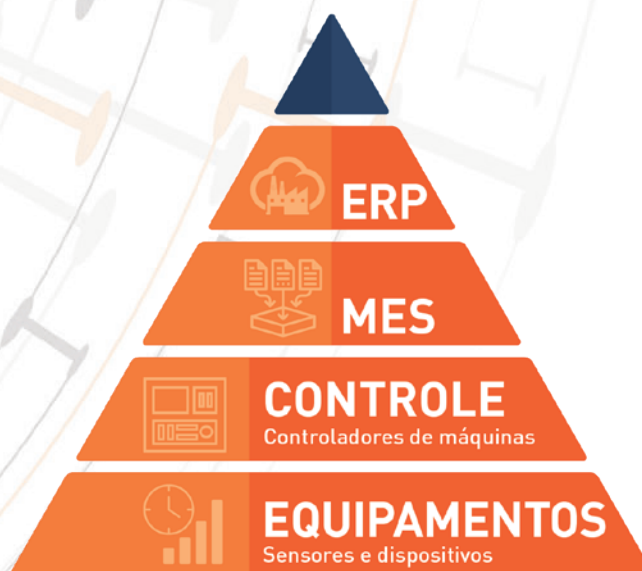 ERP
MES
CONTROLE
Controladores de máquinas
EQUIPAMENTOS
Sensores e dispositivos